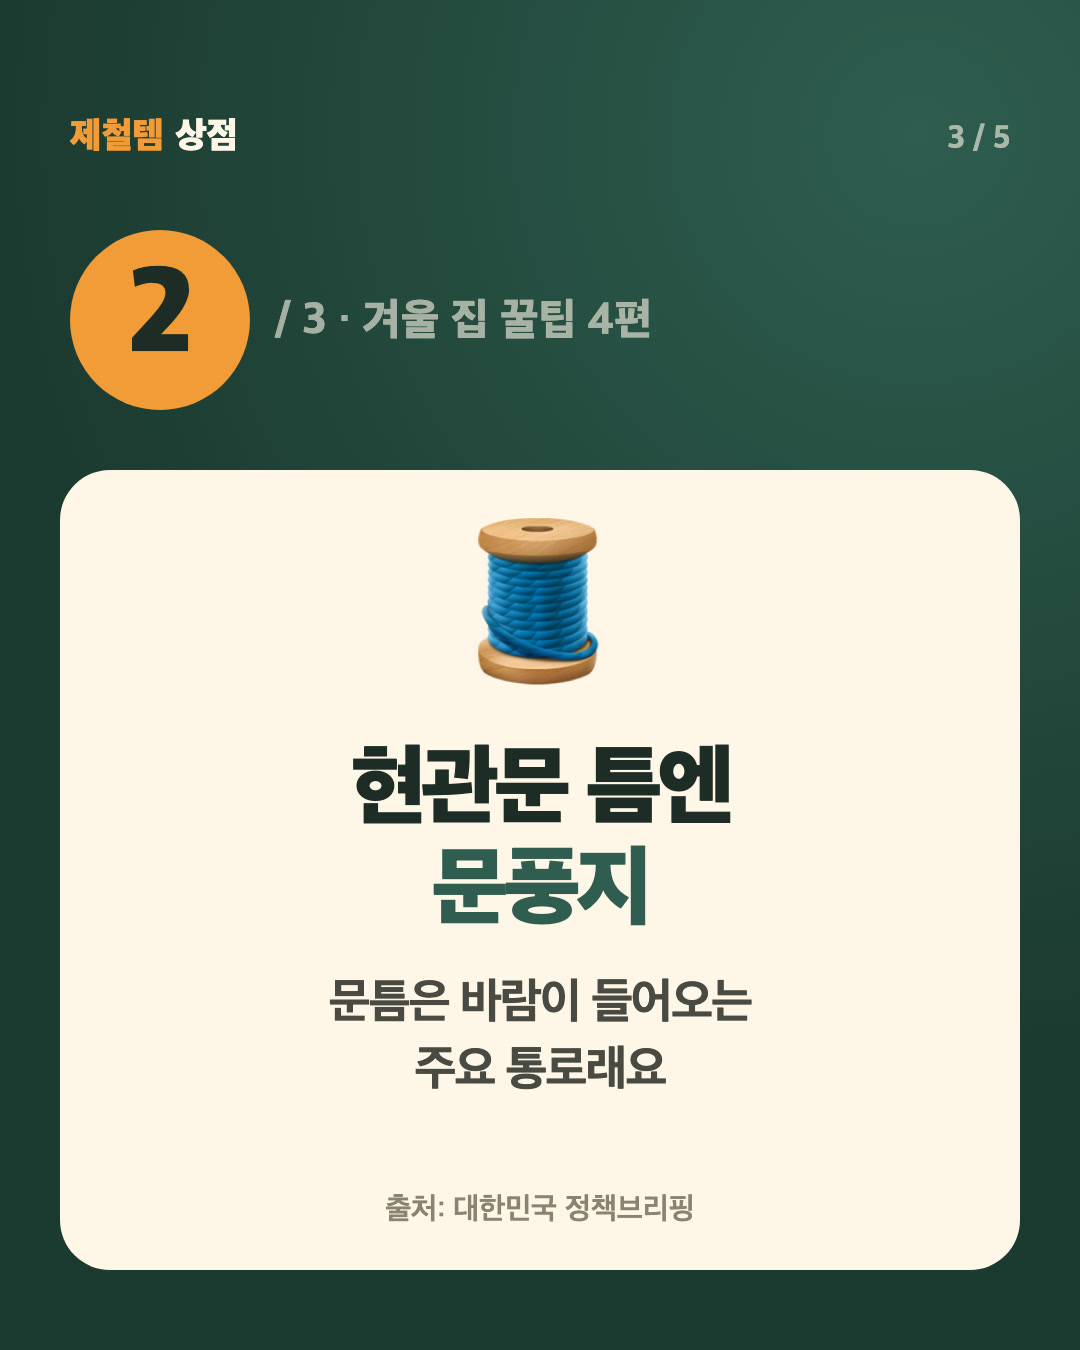 제철템 상점
3 / 5
2 / 3 · 겨울 집 꿀팁 4편
현관문 틈엔
문풍지
문틈은 바람이 들어오는
주요 통로래요
출처: 대한민국 정책브리핑